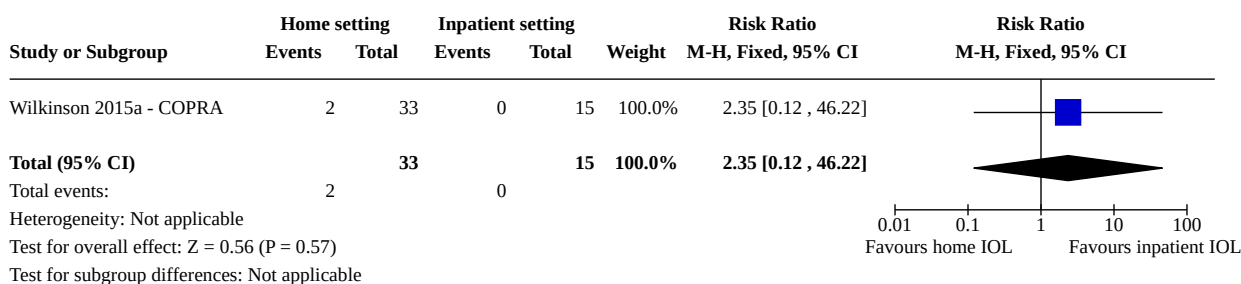 Home setting Inpatient setting Risk Ratio Risk Ratio
Study or Subgroup Events Total Events Total Weight M-H, Fixed, 95% CI M-H, Fixed, 95% CI
Wilkinson 2015a - COPRA 2 33 0 15 100.0% 2.35 [0.12 , 46.22]
Total (95% CI) 33 15 100.0% 2.35 [0.12 , 46.22]
Total events: 2 0
Heterogeneity: Not applicable
Test for overall effect: Z = 0.56 (P = 0.57)
Test for subgroup differences: Not applicable
0.01 0.1 1 10 100
Favours home IOL Favours inpatient IOL